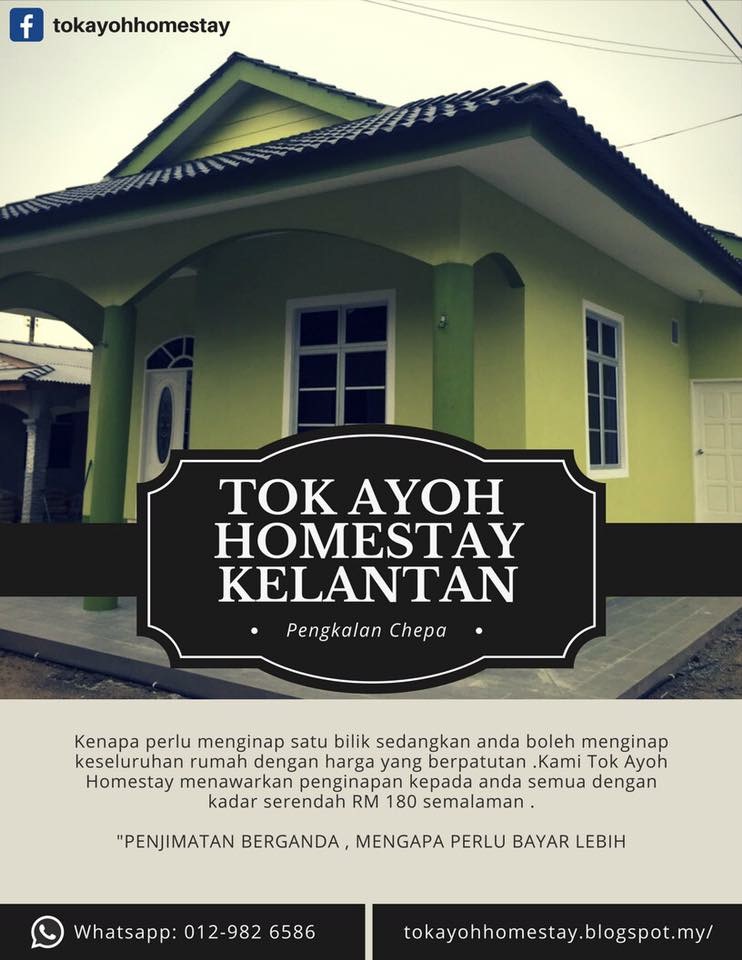 tokayohhomestay
TOK AYOH
HOMESTAY
KELANTAN
• Pengkalan Chepa •
Kenapa perlu menginap satu bilik sedangkan anda boleh menginap
keseluruhan rumah dengan harga yang berpatutan .Kami Tok Ayoh
Homestay menawarkan penginapan kepada anda semua dengan
kadar serendah RM 180 semalaman .
"PENJIMATAN BERGANDA , MENGAPA PERLU BAYAR LEBIH
Whatsapp: 012-982 6586
tokayohhomestay.blogspot.my/